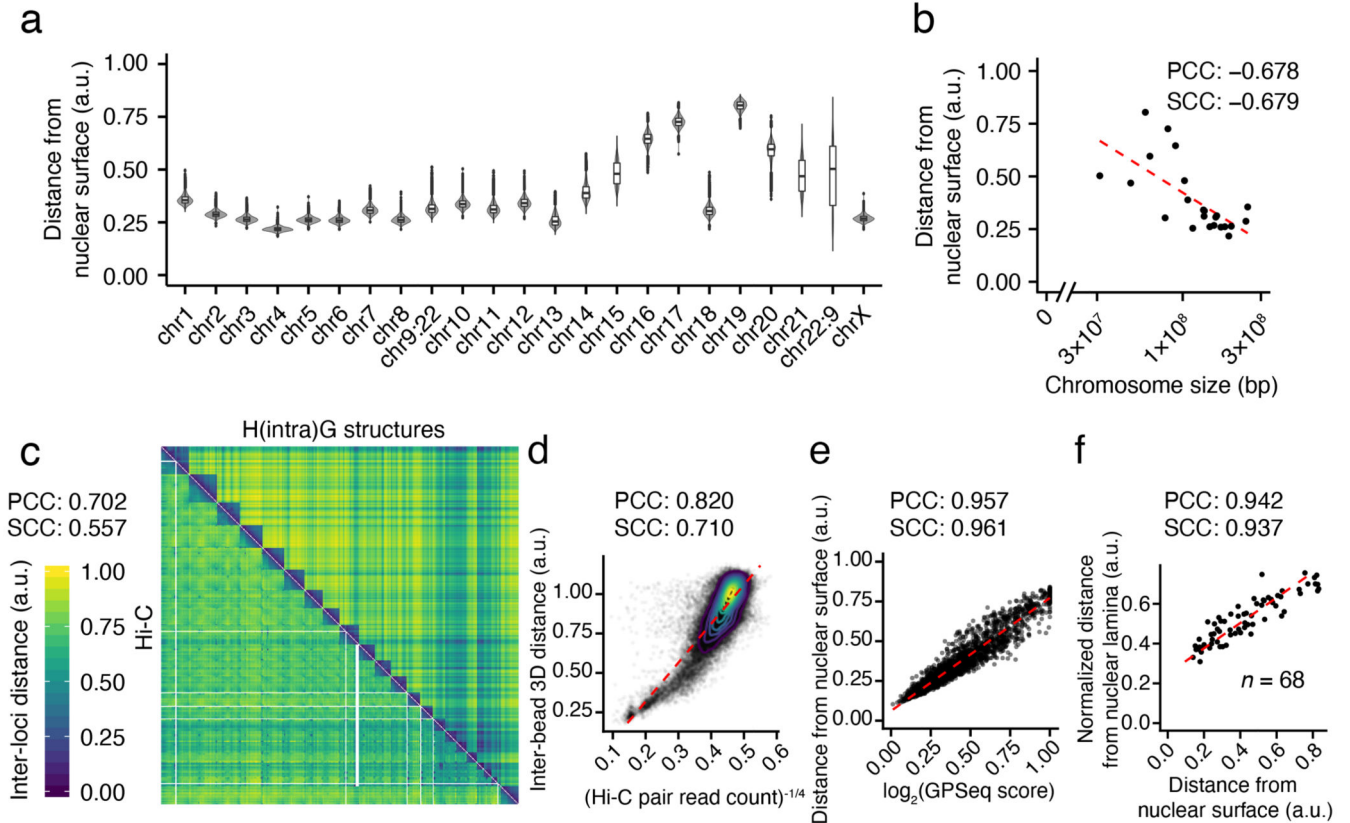 a
Distance from
nuclear surface (a.u.)
1.00
0.75
0.50
0.25
0.00
chr1
chr2
chr3
chr4
chr5
chr6
chr7
chr8
chr9:22
chr10
chr11
chr12
chr13
chr14
chr15
chr16
chr17
chr18
chr19
chr20
chr21
chr22:9
chrX
b
Distance from
nuclear surface (a.u.)
1.00
0.75
0.50
0.25
0.00
PCC: −0.678
SCC: −0.679
0
3×10⁷
1×10⁸
3×10⁸
Chromosome size (bp)
c
PCC: 0.702
SCC: 0.557
Inter-loci distance (a.u.)
1.00
0.75
0.50
0.25
0.00
H(intra)G structures
Hi-C
d
PCC: 0.820
SCC: 0.710
Inter-bead 3D distance (a.u.)
1.00
0.75
0.50
0.25
0.1
0.2
0.3
0.4
0.5
0.6
(Hi-C pair read count)⁻¹ᐟ⁴
e
PCC: 0.957
SCC: 0.961
Distance from nuclear surface (a.u.)
1.00
0.75
0.50
0.25
0.00
0.00
0.25
0.50
0.75
1.00
log₂(GPSeq score)
f
PCC: 0.942
SCC: 0.937
Normalized distance
from nuclear lamina (a.u.)
0.6
0.4
0.2
0.0
n = 68
0
0.2
0.4
0.6
0.8
Distance from
nuclear surface (a.u.)